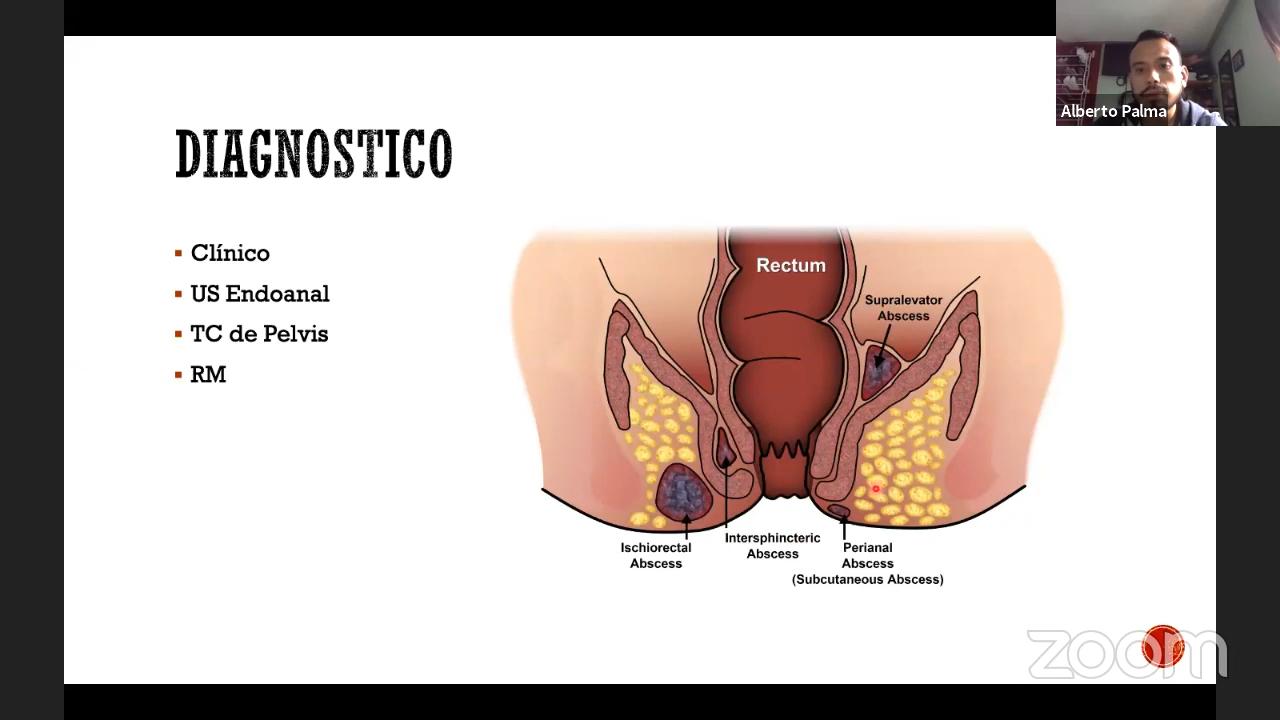 Alberto Palma
DIAGNOSTICO
Clínico
US Endoanal
TC de Pelvis
RM
Rectum
Supralevator
Abscess
Ischiorectal
Abscess
Intersphincteric
Abscess
Perianal
Abscess
(Subcutaneous Abscess)
zoom